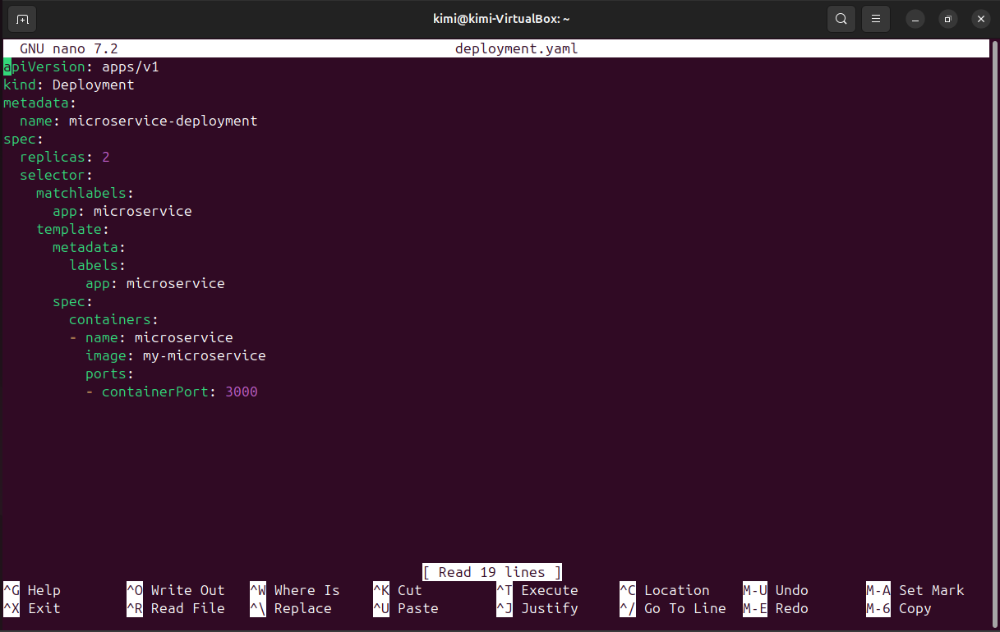 kimi@kimi-VirtualBox: ~
GNU nano 7.2 deployment.yaml
apiVersion: apps/v1
kind: Deployment
metadata:
  name: microservice-deployment
spec:
  replicas: 2
  selector:
    matchlabels:
      app: microservice
    template:
      metadata:
        labels:
          app: microservice
      spec:
        containers:
        - name: microservice
          image: my-microservice
          ports:
          - containerPort: 3000
[ Read 19 lines ]
^G Help ^O Write Out ^W Where Is ^K Cut ^T Execute ^C Location M-U Undo M-A Set Mark
^X Exit ^R Read File ^\ Replace ^U Paste ^J Justify ^/ Go To Line M-E Redo M-6 Copy